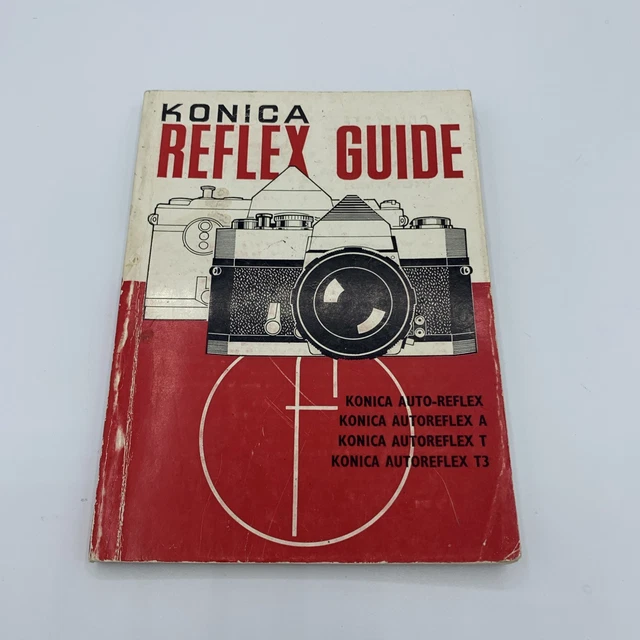 KONICA
REFLEX GUIDE
KONICA AUTO-REFLEX
KONICA AUTOREFLEX A
KONICA AUTOREFLEX T
KONICA AUTOREFLEX T3